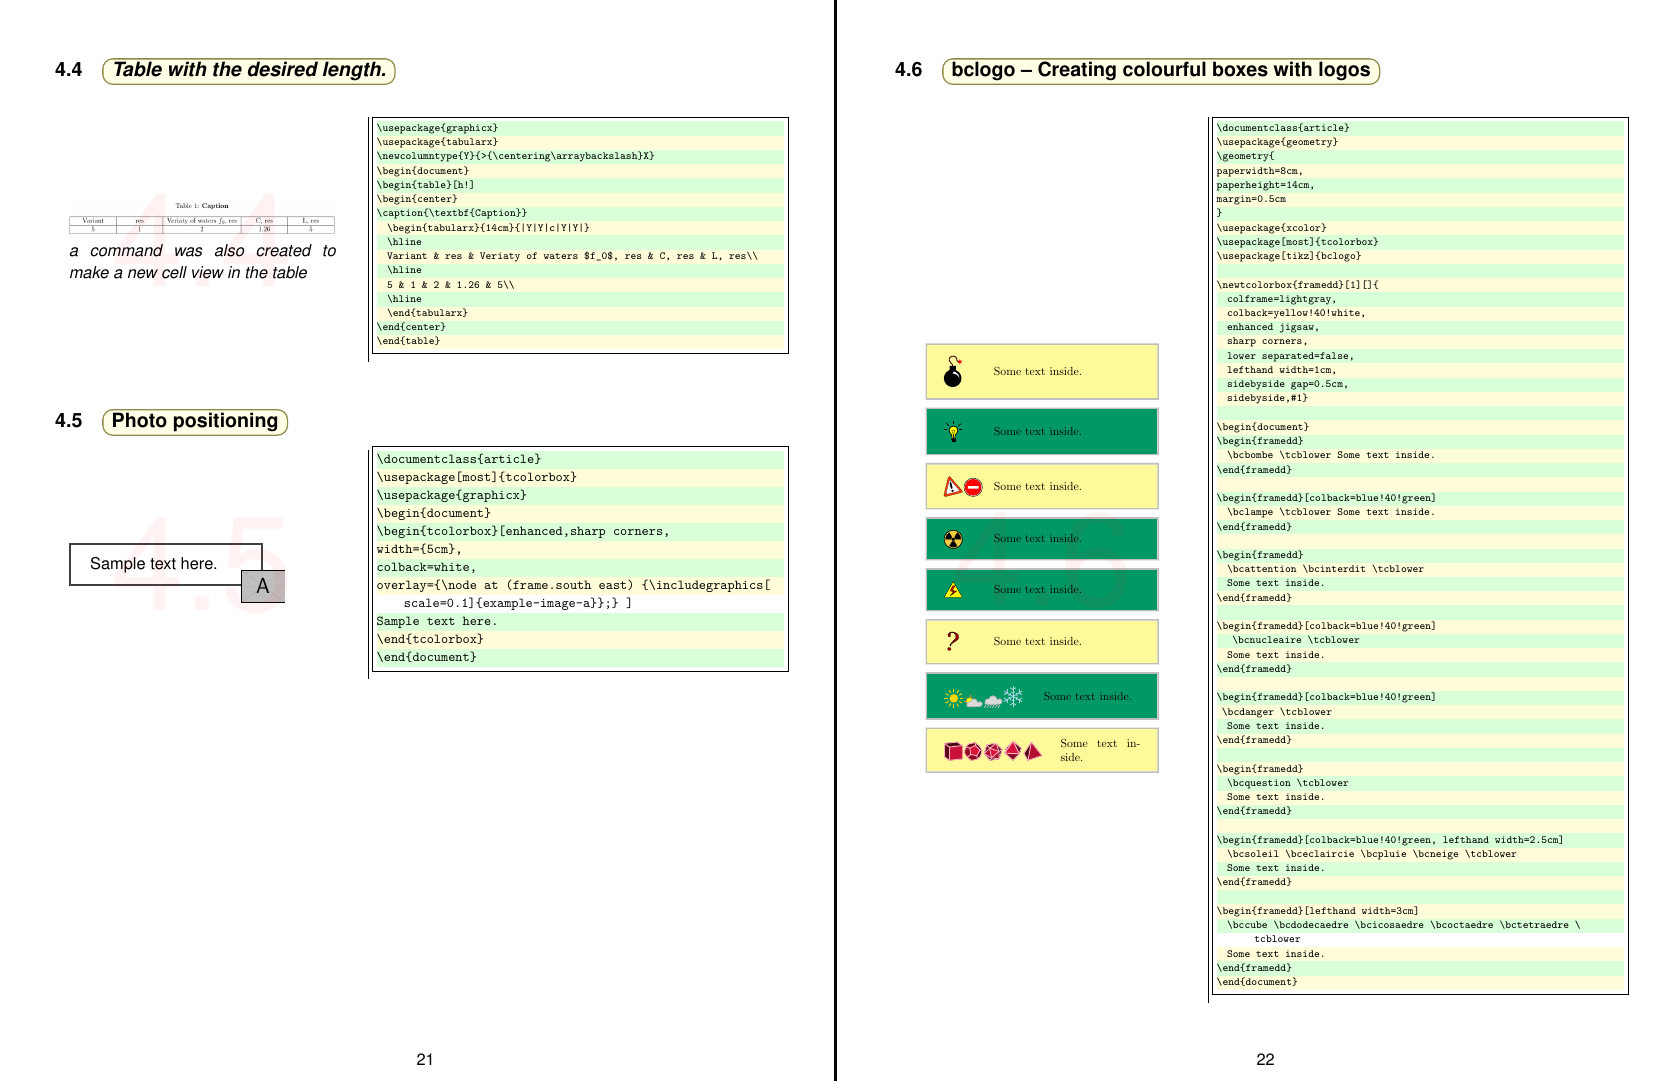 4.4 Table with the desired length.
4.4
Table 1: Caption
Variant res Veriaty of waters f0, res C, res L, res
5 1 2 1.26 5
a command was also created to
make a new cell view in the table
\usepackage{graphicx}
\usepackage{tabularx}
\newcolumntype{Y}{>{\centering\arraybackslash}X}
\begin{document}
\begin{table}[h!]
\begin{center}
\caption{\textbf{Caption}}
\begin{tabularx}{14cm}{|Y|Y|c|Y|Y|}
\hline
Variant & res & Veriaty of waters $f_0$, res & C, res & L, res\\
\hline
5 & 1 & 2 & 1.26 & 5\\
\hline
\end{tabularx}
\end{center}
\end{table}
4.5 Photo positioning
4.5
Sample text here.
A
\documentclass{article}
\usepackage[most]{tcolorbox}
\usepackage{graphicx}
\begin{document}
\begin{tcolorbox}[enhanced,sharp corners,
width={5cm},
colback=white,
overlay={\node at (frame.south east) {\includegraphics[
scale=0.1]{example-image-a}};} ]
Sample text here.
\end{tcolorbox}
\end{document}
21
4.6 bclogo – Creating colourful boxes with logos
4.6
Some text inside.
Some text inside.
Some text inside.
Some text inside.
Some text inside.
Some text inside.
Some text inside.
Some text in-
side.
\documentclass{article}
\usepackage{geometry}
\geometry{
paperwidth=8cm,
paperheight=14cm,
margin=0.5cm
}
\usepackage{xcolor}
\usepackage[most]{tcolorbox}
\usepackage[tikz]{bclogo}
\newtcolorbox{framedd}[1][]{
colframe=lightgray,
colback=yellow!40!white,
enhanced jigsaw,
sharp corners,
lower separated=false,
lefthand width=1cm,
sidebyside gap=0.5cm,
sidebyside,#1}
\begin{document}
\begin{framedd}
\bcbombe \tcblower Some text inside.
\end{framedd}
\begin{framedd}[colback=blue!40!green]
\bclampe \tcblower Some text inside.
\end{framedd}
\begin{framedd}
\bcattention \bcinterdit \tcblower
Some text inside.
\end{framedd}
\begin{framedd}[colback=blue!40!green]
\bcnucleaire \tcblower
Some text inside.
\end{framedd}
\begin{framedd}[colback=blue!40!green]
\bcdanger \tcblower
Some text inside.
\end{framedd}
\begin{framedd}
\bcquestion \tcblower
Some text inside.
\end{framedd}
\begin{framedd}[colback=blue!40!green, lefthand width=2.5cm]
\bcsoleil \bceclaircie \bcpluie \bcneige \tcblower
Some text inside.
\end{framedd}
\begin{framedd}[lefthand width=3cm]
\bccube \bcdodecaedre \bcicosaedre \bcoctaedre \bctetraedre \
tcblower
Some text inside.
\end{framedd}
\end{document}
22